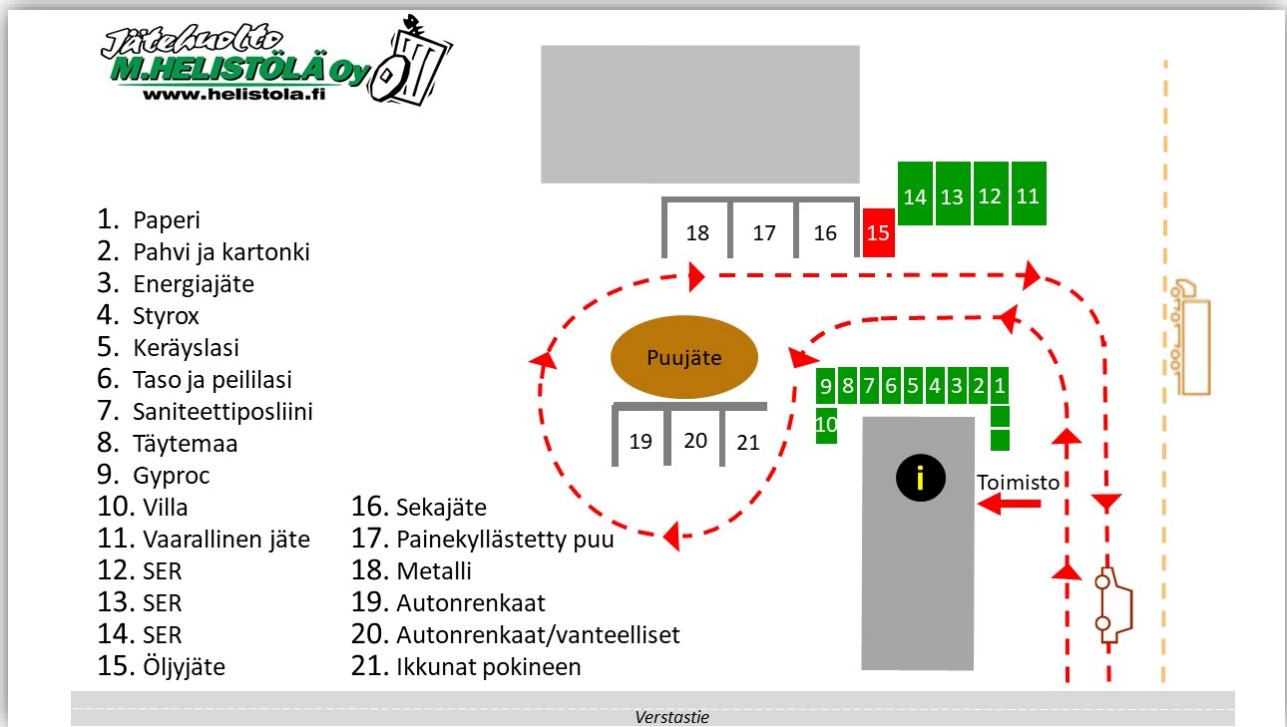 Jätehuolto
M.HELISTÖLÄ Oy
www.helistola.fi
1. Paperi
2. Pahvi ja kartonki
3. Energiajäte
4. Styrox
5. Keräyslasi
6. Taso ja peililasi
7. Saniteettiposliini
8. Täytemaa
9. Gyproc
10. Villa
11. Vaarallinen jäte
12. SER
13. SER
14. SER
15. Öljyjäte
16. Sekajäte
17. Painekyllästetty puu
18. Metalli
19. Autonrenkaat
20. Autonrenkaat/vanteelliset
21. Ikkunat pokineen
14 13 12 11
18 17 16 15
Puujäte
9 8 7 6 5 4 3 2 1
10
19 20 21
i
Toimisto
Verstastie